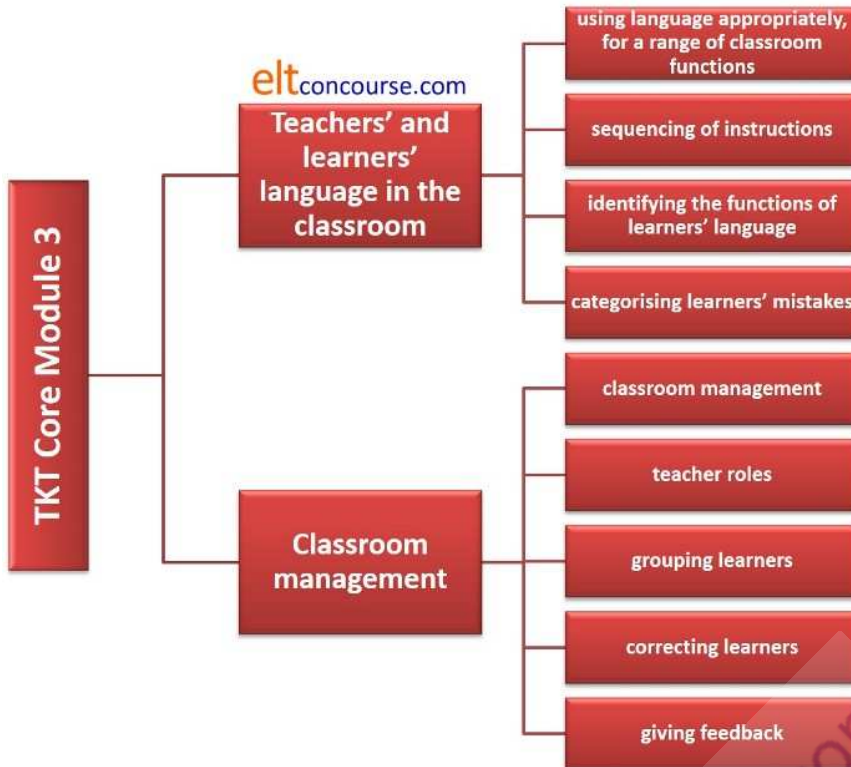 eltconcourse.com
TKT Core Module 3
Teachers’ and
learners’
language in the
classroom
using language appropriately,
for a range of classroom
functions
sequencing of instructions
identifying the functions of
learners’ language
categorising learners’ mistakes
Classroom
management
classroom management
teacher roles
grouping learners
correcting learners
giving feedback